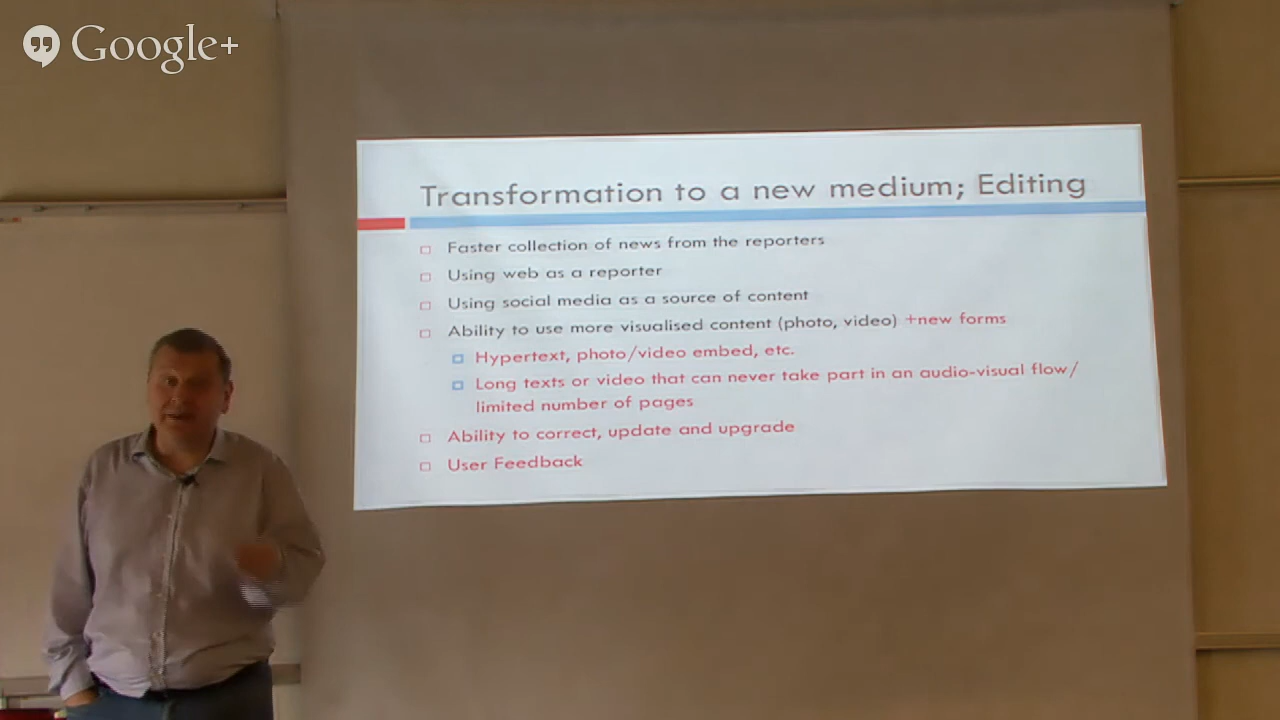 Google+
Transformation to a new medium; Editing
Faster collection of news from the reporters
Using web as a reporter
Using social media as a source of content
Ability to use more visualised content (photo, video) +new forms
Hypertext, photo/video embed, etc.
Long texts or video that can never take part in an audio-visual flow/
limited number of pages
Ability to correct, update and upgrade
User Feedback